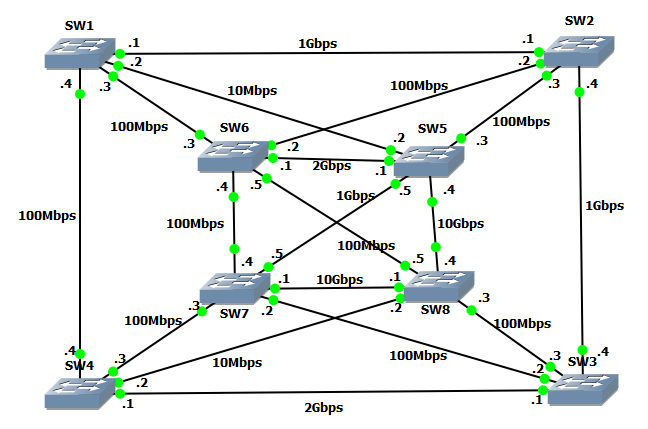 SW1
SW2
.1
1Gbps
.1
.2
.2
.4
.3
10Mbps
100Mbps
.3
.4
100Mbps
SW6
SW5
100Mbps
.3
.2
.2
.3
.1
2Gbps
.1
.4
.5
1Gbps
.5
.4
100Mbps
1Gbps
100Mbps
100Mbps
10Gbps
.4
.5
.5
.4
.1
10Gbps
.1
.3
.2
.2
.3
SW7
SW8
100Mbps
100Mbps
.4
.3
10Mbps
100Mbps
.3
.4
SW4
.2
SW3
.2
.1
.1
2Gbps